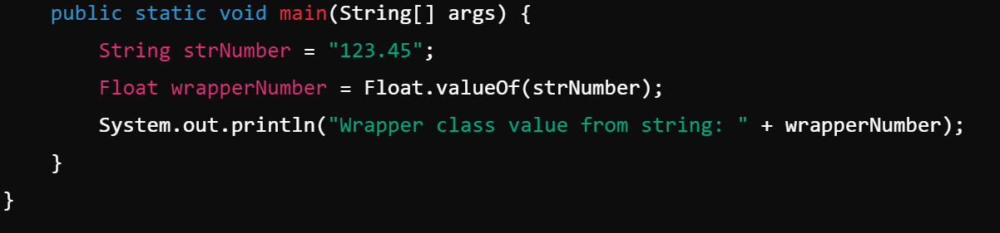 public static void main(String[] args) {
String strNumber = "123.45";
Float wrapperNumber = Float.valueOf(strNumber);
System.out.println("Wrapper class value from string: " + wrapperNumber);
}
}